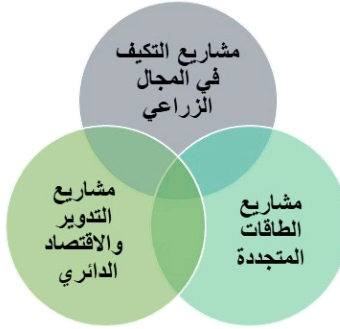 مشاريع التكيف
في المجال
الزراعي
مشاريع
الطاقات
المتجددة
مشاريع
التدوير
والاقتصاد
الدائري